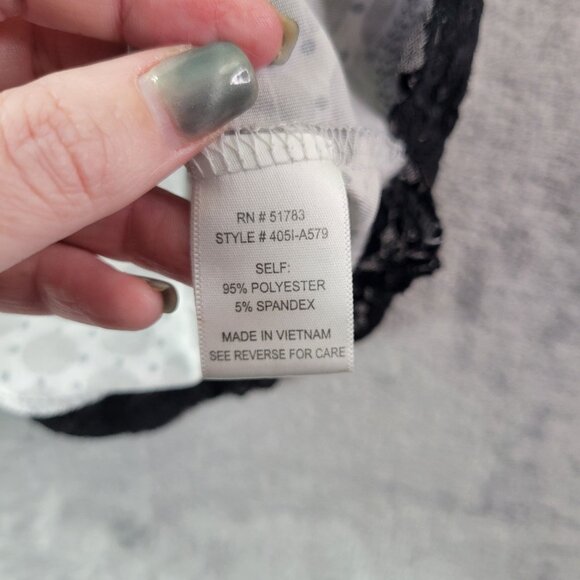 RN # 51783
STYLE # 405I-A579
SELF:
95% POLYESTER
5% SPANDEX
MADE IN VIETNAM
SEE REVERSE FOR CARE